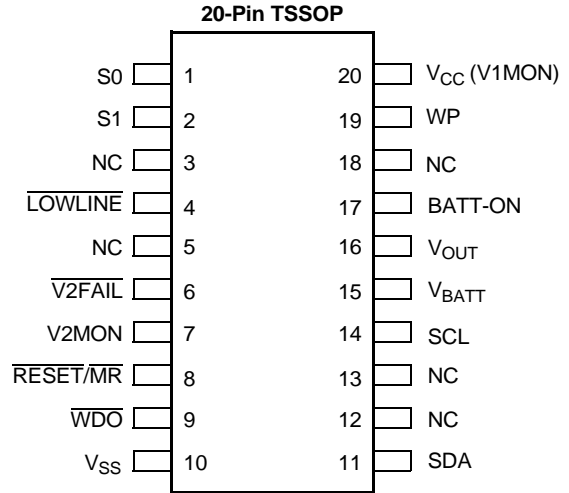 20-Pin TSSOP
S0 1 20 VCC (V1MON)
S1 2 19 WP
NC 3 18 NC
LOWLINE 4 17 BATT-ON
NC 5 16 VOUT
V2FAIL 6 15 VBATT
V2MON 7 14 SCL
RESET/MR 8 13 NC
WDO 9 12 NC
VSS 10 11 SDA